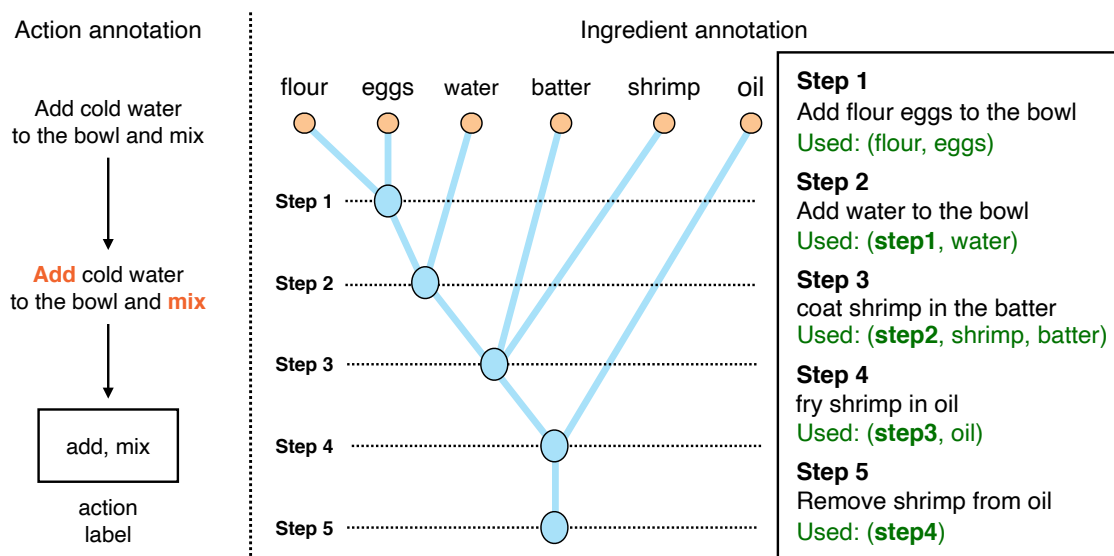 Action annotation
Add cold water
to the bowl and mix
Add cold water
to the bowl and mix
add, mix
action
label
Ingredient annotation
flour eggs water batter shrimp oil
Step 1
Step 2
Step 3
Step 4
Step 5
Step 1
Add flour eggs to the bowl
Used: (flour, eggs)
Step 2
Add water to the bowl
Used: (step1, water)
Step 3
coat shrimp in the batter
Used: (step2, shrimp, batter)
Step 4
fry shrimp in oil
Used: (step3, oil)
Step 5
Remove shrimp from oil
Used: (step4)